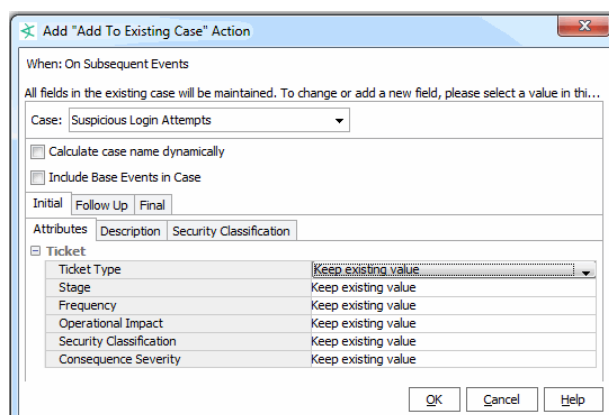 Add "Add To Existing Case" Action
When: On Subsequent Events
All fields in the existing case will be maintained. To change or add a new field, please select a value in thi...
Case: Suspicious Login Attempts
Calculate case name dynamically
Include Base Events in Case
Initial Follow Up Final
Attributes Description Security Classification
Ticket
Ticket Type Keep existing value
Stage Keep existing value
Frequency Keep existing value
Operational Impact Keep existing value
Security Classification Keep existing value
Consequence Severity Keep existing value
OK Cancel Help